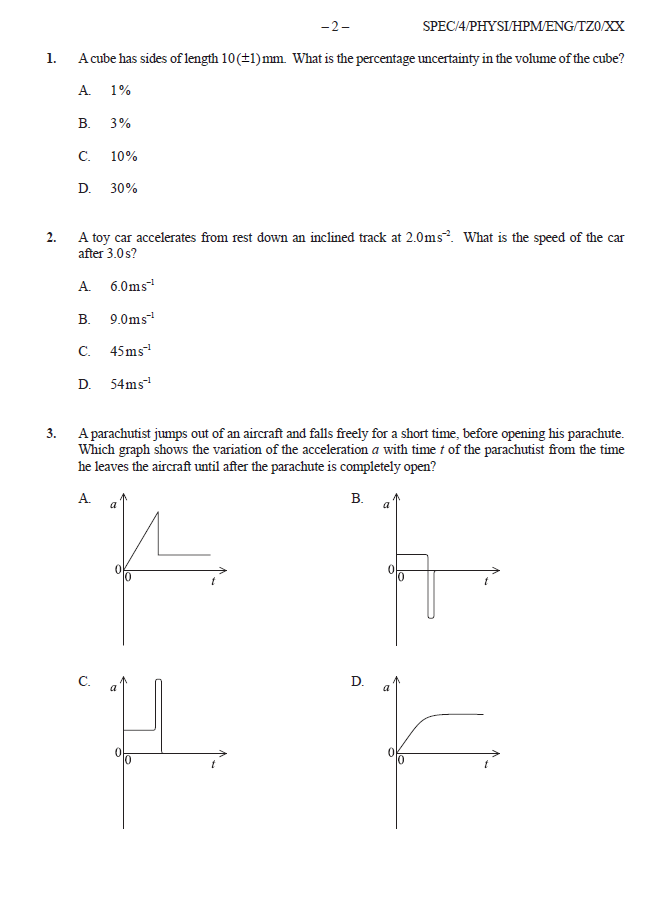 – 2 –
SPEC/4/PHYSI/HPM/ENG/TZ0/XX
1. A cube has sides of length 10 (±1) mm. What is the percentage uncertainty in the volume of the cube?
A. 1 %
B. 3 %
C. 10%
D. 30%
2. A toy car accelerates from rest down an inclined track at 2.0 m s⁻². What is the speed of the car
after 3.0 s?
A. 6.0 m s⁻¹
B. 9.0 m s⁻¹
C. 45 m s⁻¹
D. 54 m s⁻¹
3. A parachutist jumps out of an aircraft and falls freely for a short time, before opening his parachute.
Which graph shows the variation of the acceleration a with time t of the parachutist from the time
he leaves the aircraft until after the parachute is completely open?
A.
a
0
0
t
B.
a
0
0
t
C.
a
0
0
t
D.
a
0
0
t